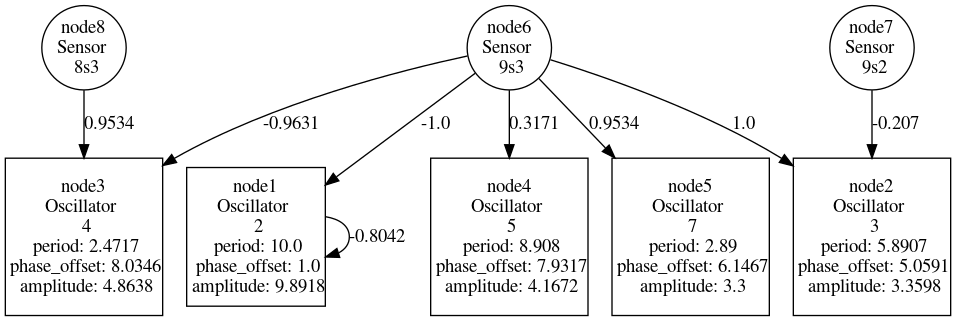 node8
Sensor
8s3
node6
Sensor
9s3
node7
Sensor
9s2
0.9534
-0.9631
-1.0
0.3171
0.9534
1.0
-0.207
node3
Oscillator
4
period: 2.4717
phase_offset: 8.0346
amplitude: 4.8638
node1
Oscillator
2
period: 10.0
phase_offset: 1.0
amplitude: 9.8918
-0.8042
node4
Oscillator
5
period: 8.908
phase_offset: 7.9317
amplitude: 4.1672
node5
Oscillator
7
period: 2.89
phase_offset: 6.1467
amplitude: 3.3
node2
Oscillator
3
period: 5.8907
phase_offset: 5.0591
amplitude: 3.3598